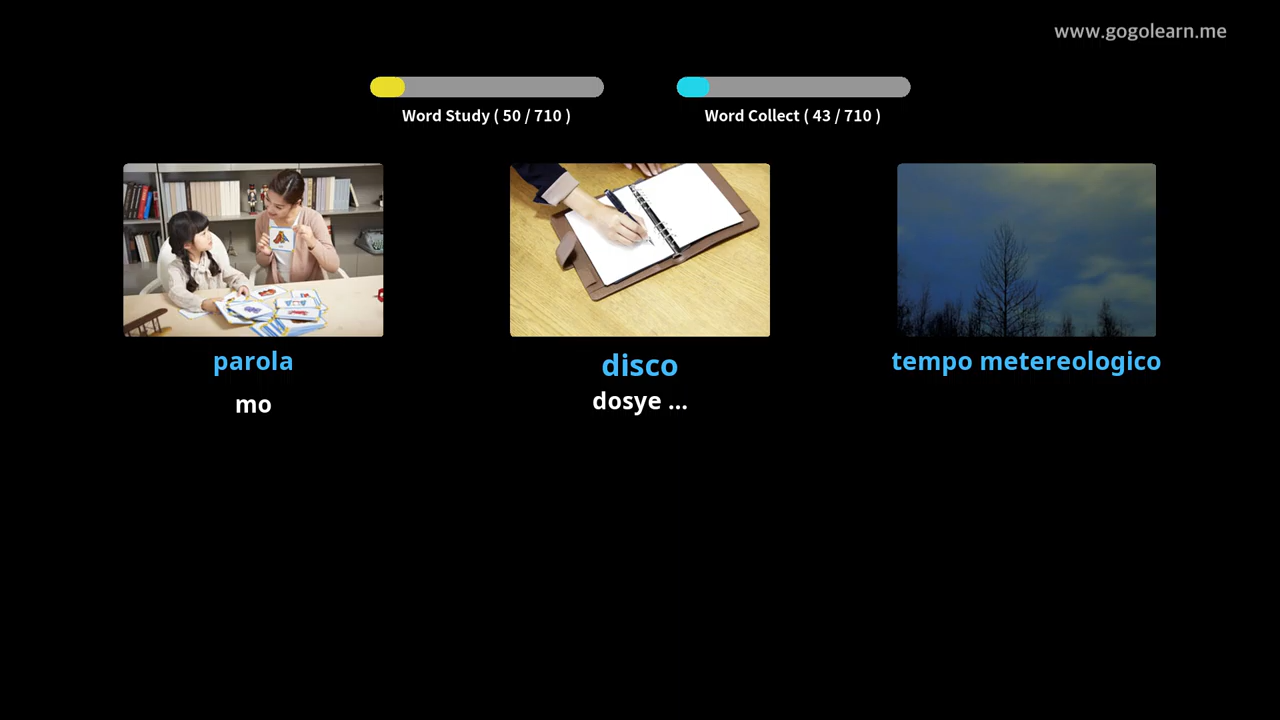 www.gogolearn.me
Word Study ( 50 / 710 )
Word Collect ( 43 / 710 )
parola
mo
disco
dosye ...
tempo metereologico